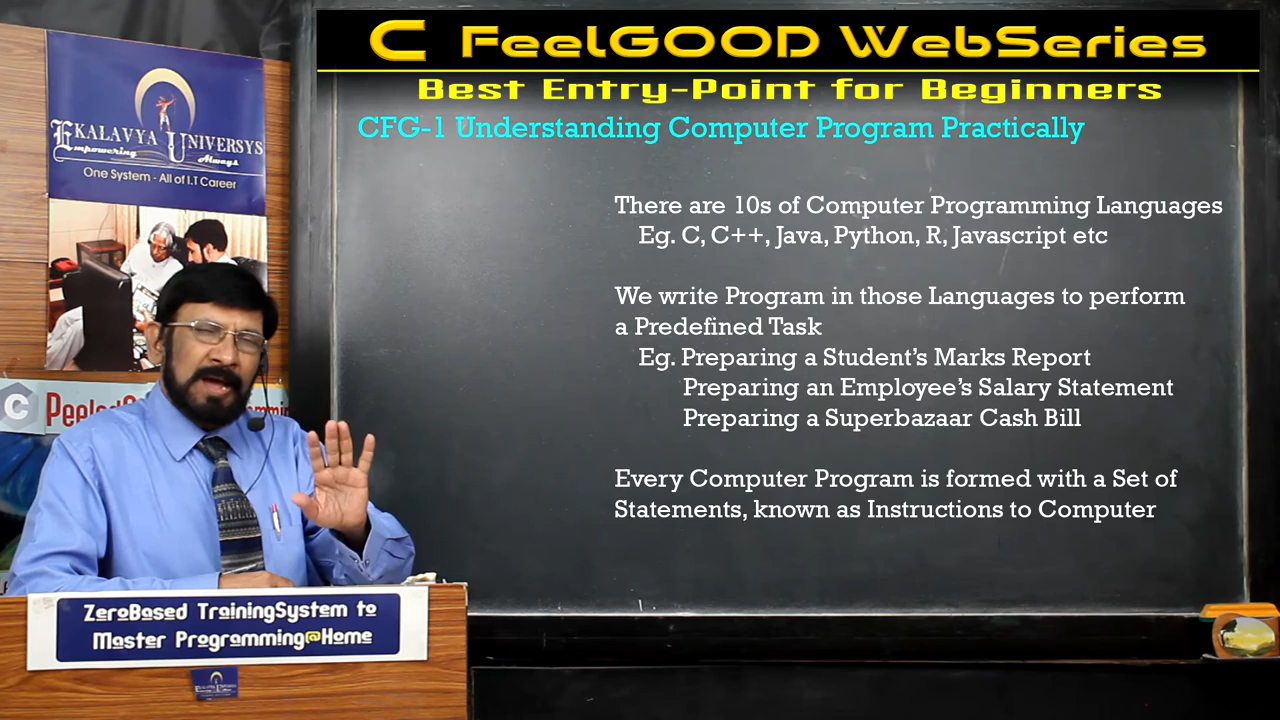 C FeelGOOD WebSeries
Best Entry-Point for Beginners
CFG-1 Understanding Computer Program Practically
EKALAVYA UNIVERSYS
Empowering Always
One System - All of I.T Career
There are 10s of Computer Programming Languages
Eg. C, C++, Java, Python, R, Javascript etc
We write Program in those Languages to perform
a Predefined Task
Eg. Preparing a Student's Marks Report
Preparing an Employee's Salary Statement
Preparing a Superbazaar Cash Bill
Every Computer Program is formed with a Set of
Statements, known as Instructions to Computer
C
ZeroBased TrainingSystem to
Master Programming@Home
EKALAVYA UNIVERSYS